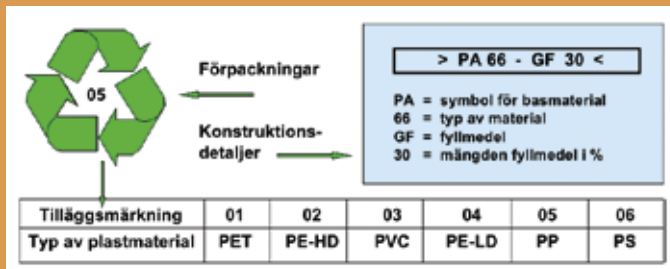 05
Förpackningar
Konstruktions-
detaljer
> PA 66 - GF 30 <
PA = symbol för basmaterial
66 = typ av material
GF = fyllmedel
30 = mängden fyllmedel i %
Tilläggsmärkning 01 02 03 04 05 06
Typ av plastmaterial PET PE-HD PVC PE-LD PP PS